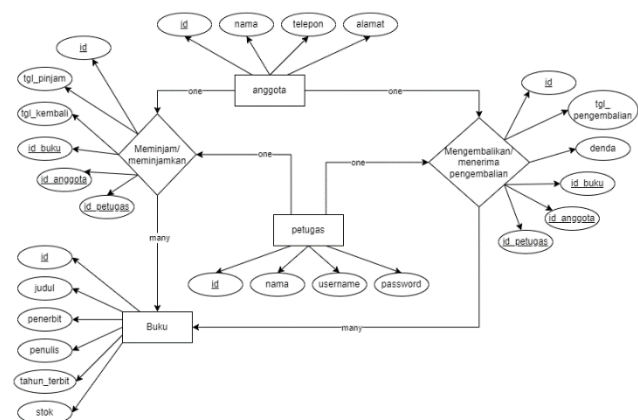 id
nama
telepon
alamat
anggota
one
one
id
tgl_pinjam
tgl_kembali
id_buku
id_anggota
id_petugas
Meminjam/
meminjamkan
one
one
Mengembalikan/
menerima
pengembalian
id
tgl_
pengembalian
denda
id_buku
id_anggota
id_petugas
petugas
id
nama
username
password
many
many
Buku
id
judul
penerbit
penulis
tahun_terbit
stok